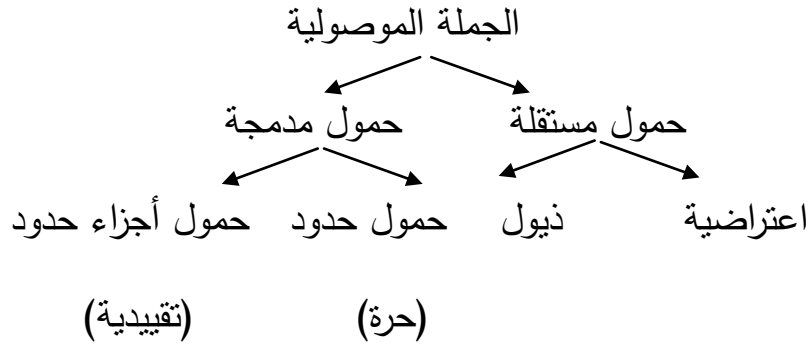 الجملة الموصولية
حمول مستقلة حمول مدمجة
اعتراضية ذيول حمول حدود حمول أجزاء حدود
(حرة) (تقييدية)